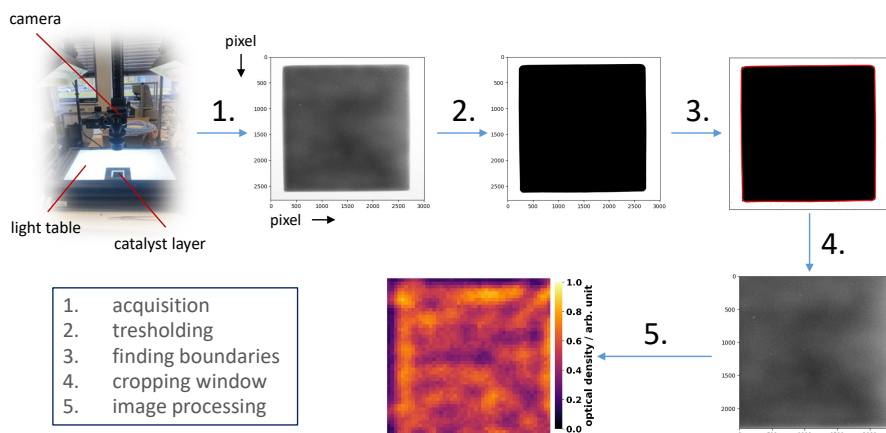 camera
light table
catalyst layer
1.
pixel
0
500
1000
1500
2000
2500
0 500 1000 1500 2000 2500 3000
pixel
2.
0
500
1000
1500
2000
2500
0 500 1000 1500 2000 2500 3000
3.
4.
0
500
1000
1500
2000
5.
1.0
0.8
0.6
0.4
0.2
0.0
optical density / arb. unit
1. acquisition
2. tresholding
3. finding boundaries
4. cropping window
5. image processing